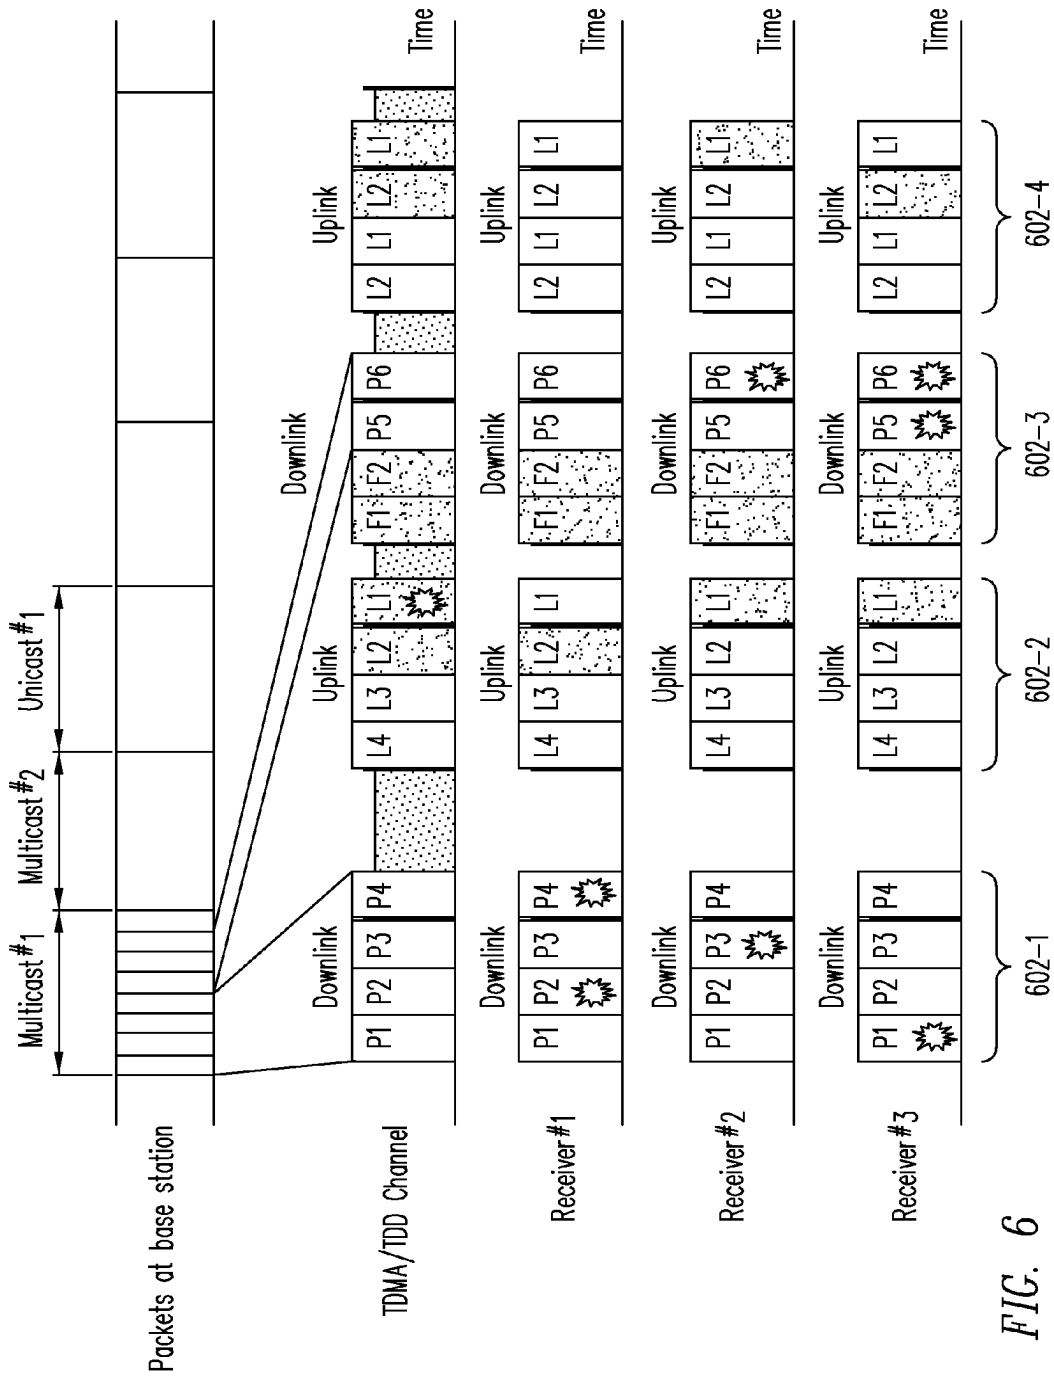 Multicast#1
Multicast#2
Unicast#1
Packets at base station
TDMA/TDD Channel
Downlink
P1 P2 P3 P4
Uplink
L4 L3 L2 L1
Downlink
F1 F2 P5 P6
Uplink
L2 L1 L2 L1
Time
Receiver#1
Downlink
P1 P2 P3 P4
Uplink
L4 L3 L2 L1
Downlink
F1 F2 P5 P6
Uplink
L2 L1 L2 L1
Time
Receiver#2
Downlink
P1 P2 P3 P4
Uplink
L4 L3 L2 L1
Downlink
F1 F2 P5 P6
Uplink
L2 L1 L2 L1
Time
Receiver#3
Downlink
P1 P2 P3 P4
Uplink
L4 L3 L2 L1
Downlink
F1 F2 P5 P6
Uplink
L2 L1 L2 L1
Time
602-1
602-2
602-3
602-4
FIG. 6